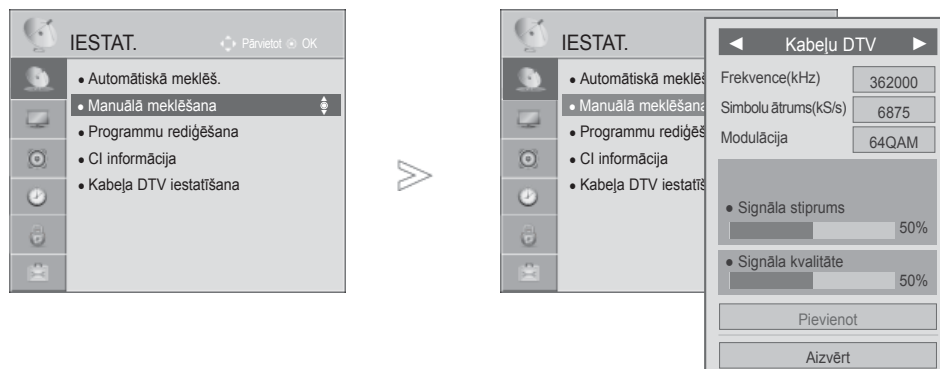 IESTAT.
Pārvietot OK
• Automātiskā meklēš.
• Manuālā meklēšana
• Programmu rediģēšana
• CI informācija
• Kabeļa DTV iestatīšana
IESTAT.
• Automātiskā meklēš
• Manuālā meklēšana
• Programmu rediģēš
• CI informācija
• Kabeļa DTV iestatīš
◄ Kabeļu DTV ►
Frekvence(kHz) 362000
Simbolu ātrums(kS/s) 6875
Modulācija 64QAM
• Signāla stiprums
50%
• Signāla kvalitāte
50%
Pievienot
Aizvērt